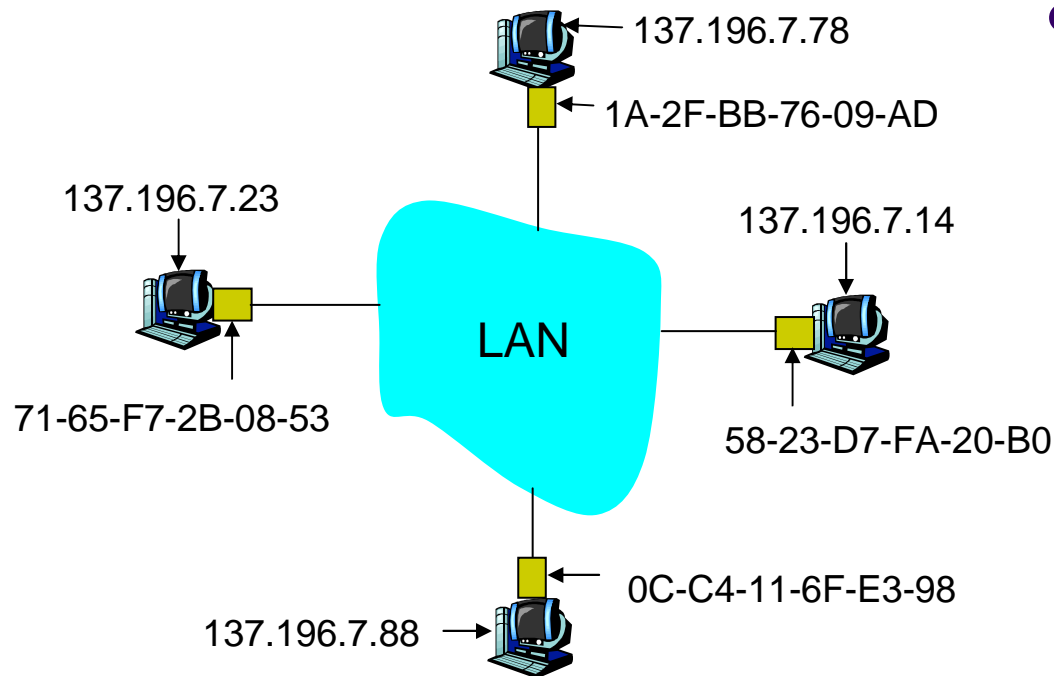 137.196.7.78
1A-2F-BB-76-09-AD
137.196.7.23
137.196.7.14
LAN
71-65-F7-2B-08-53
58-23-D7-FA-20-B0
0C-C4-11-6F-E3-98
137.196.7.88